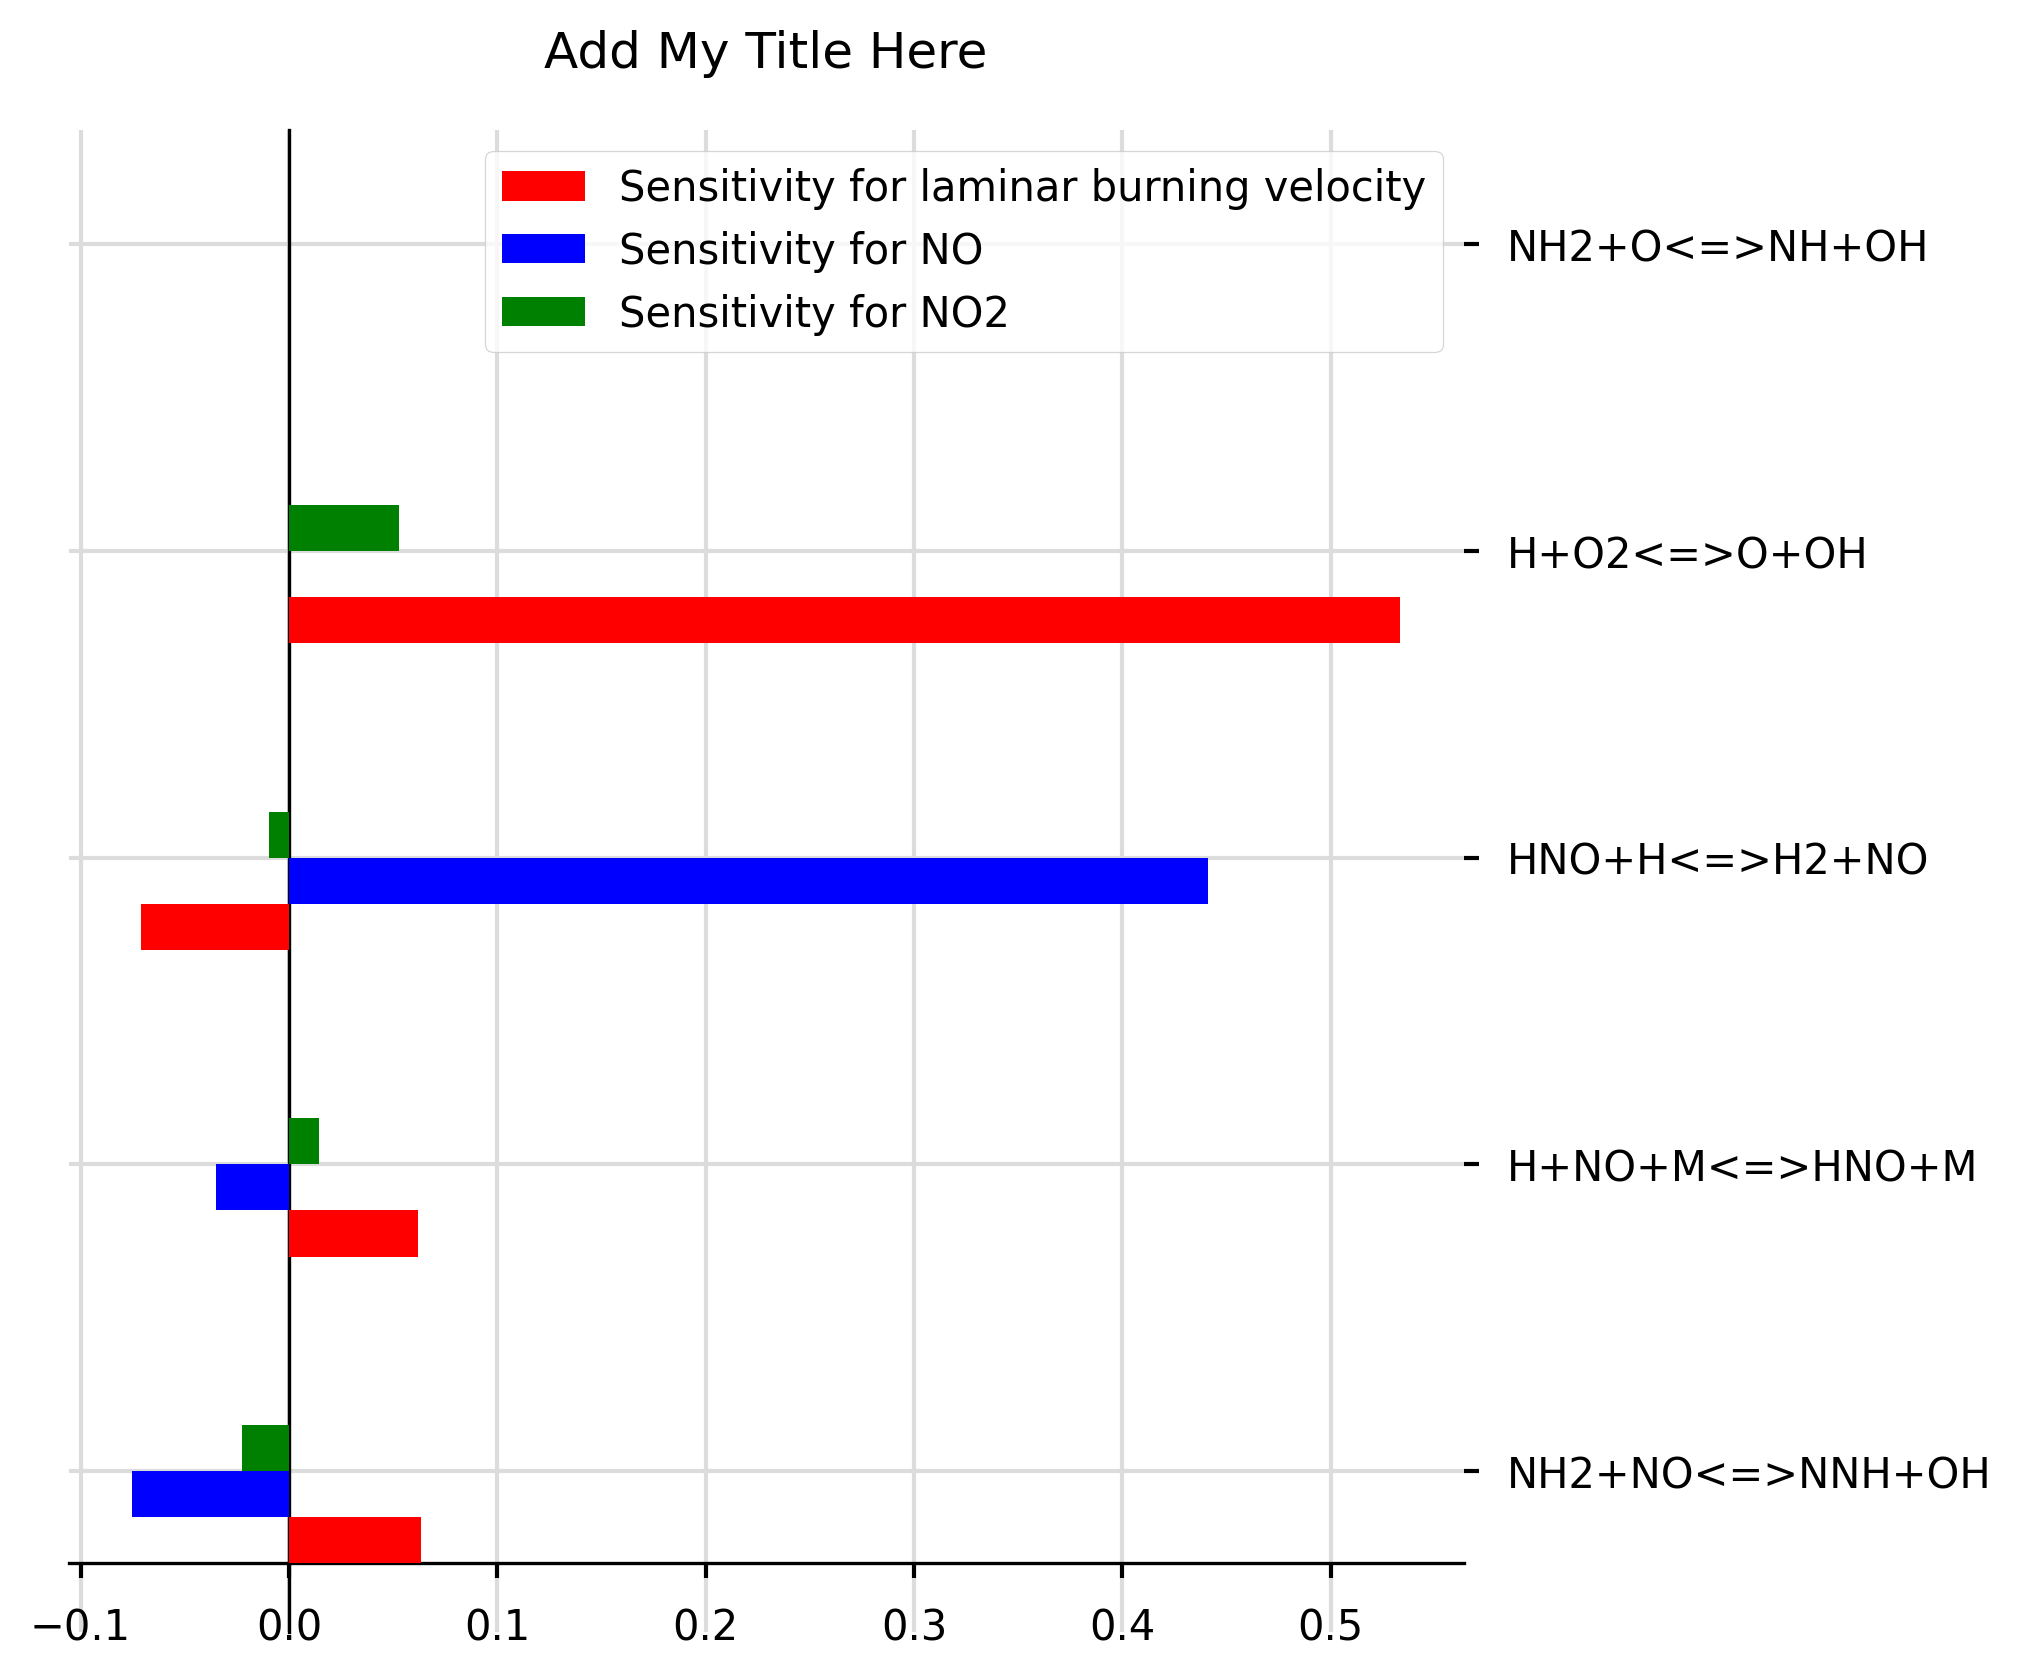 Add My Title Here
Sensitivity for laminar burning velocity
Sensitivity for NO
Sensitivity for NO2
NH2+O<=>NH+OH
H+O2<=>O+OH
HNO+H<=>H2+NO
H+NO+M<=>HNO+M
NH2+NO<=>NNH+OH
−0.1 0.0 0.1 0.2 0.3 0.4 0.5